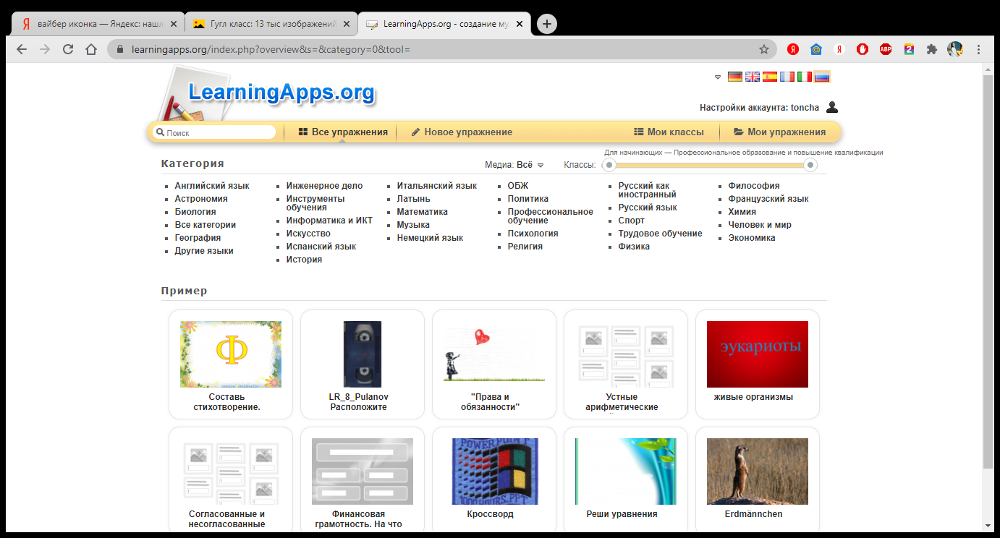 вайбер иконка — Яндекс: наш
Гугл класс: 13 тыс изображений
LearningApps.org - создание му
learningapps.org/index.php?overview&s=&category=0&tool=
ABP
2
LearningApps.org
Настройки аккаунта: toncha
Поиск
Все упражнения
Новое упражнение
Мои классы
Мои упражнения
Для начинающих — Профессиональное образование и повышение квалификации
Категория
Медиа: Всё
Классы:
Английский язык
Астрономия
Биология
Все категории
География
Другие языки
Инженерное дело
Инструменты
обучения
Информатика и ИКТ
Искусство
Испанский язык
История
Итальянский язык
Латынь
Математика
Музыка
Немецкий язык
ОБЖ
Политика
Профессиональное
обучение
Психология
Религия
Русский как
иностранный
Русский язык
Спорт
Трудовое обучение
Физика
Философия
Французский язык
Химия
Человек и мир
Экономика
Пример
Ф
Составь
стихотворение.
LR_8_Pulanov
Расположите
"Права и
обязанности"
Устные
арифметические
эукариоты
живые организмы
Согласованные и
несогласованные
Финансовая
грамотность. На что
POWERPOINT
1000HOURS.PPT
Кроссворд
Реши уравнения
Erdmännchen